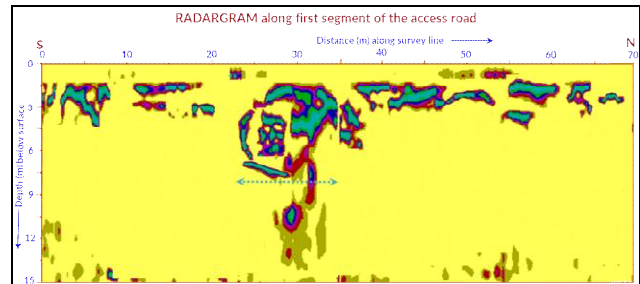 RADARGRAM along first segment of the access road
Distance (m) along survey line
S N
0 10 20 30 40 50 60 70
Depth (m)below surface
0
3
6
9
12
15